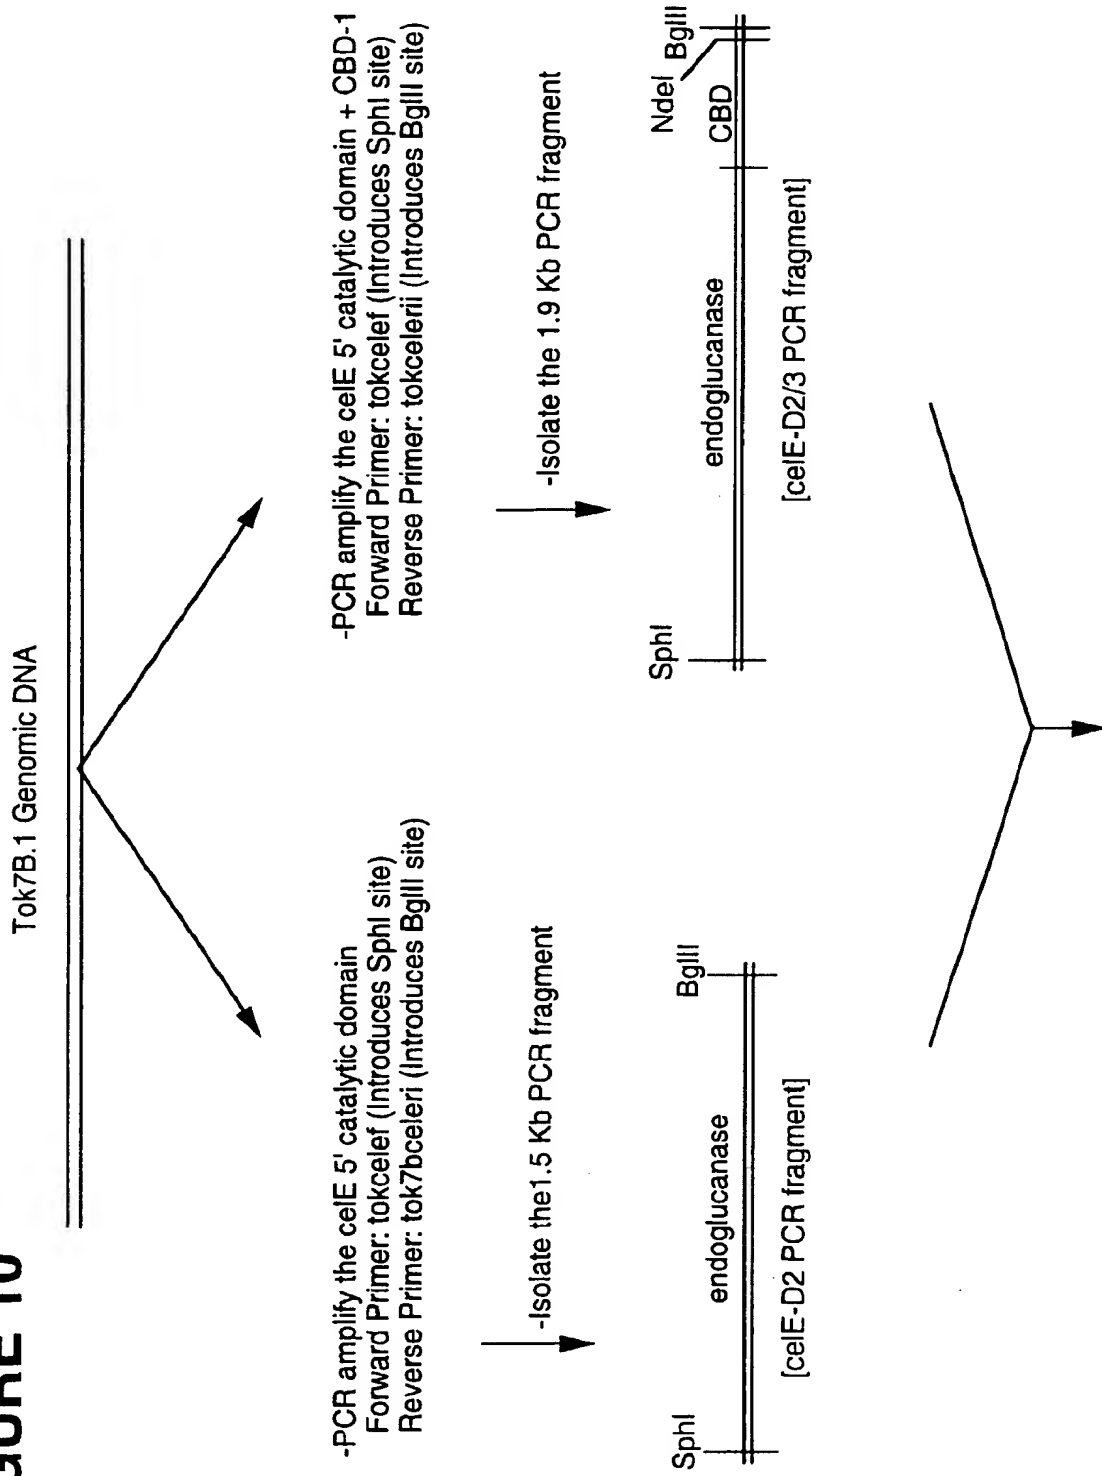 GURE 10
Tok7B.1 Genomic DNA
-PCR amplify the celE 5' catalytic domain
Forward Primer: tokcelef (Introduces SphI site)
Reverse Primer: tok7bceleri (Introduces BglII site)
-Isolate the1.5 Kb PCR fragment
SphI
BglII
endoglucanase
[celE-D2 PCR fragment]
-PCR amplify the celE 5' catalytic domain + CBD-1
Forward Primer: tokcelef (Introduces SphI site)
Reverse Primer: tokcelerii (Introduces BglII site)
-Isolate the 1.9 Kb PCR fragment
SphI
NdeI
BglII
endoglucanase
CBD
[celE-D2/3 PCR fragment]